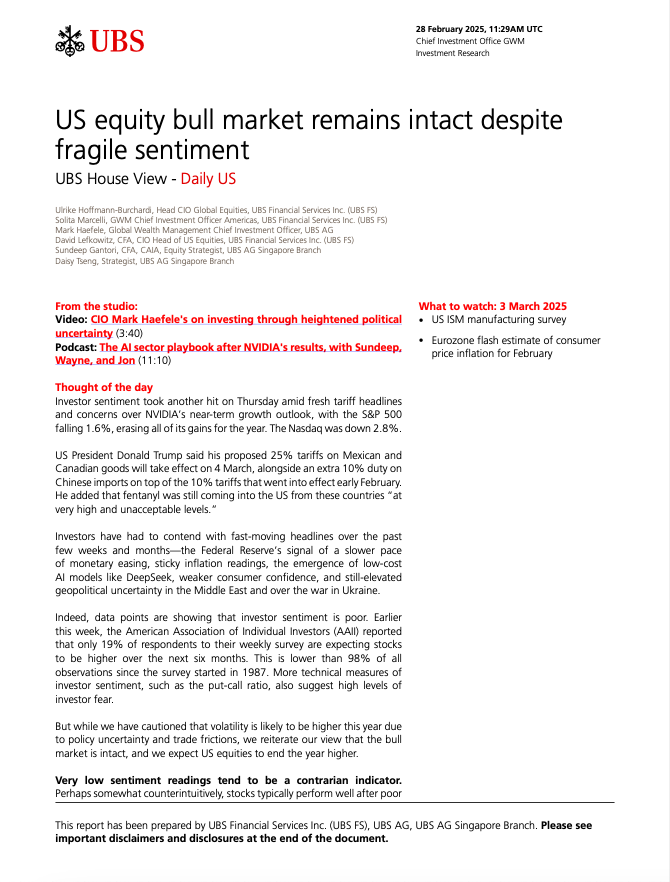 UBS
28 February 2025, 11:29AM UTC
Chief Investment Office GWM
Investment Research
US equity bull market remains intact despite
fragile sentiment
UBS House View - Daily US
Ulrike Hoffmann-Burchardi, Head CIO Global Equities, UBS Financial Services Inc. (UBS FS)
Solita Marcelli, GWM Chief Investment Officer Americas, UBS Financial Services Inc. (UBS FS)
Mark Haefele, Global Wealth Management Chief Investment Officer, UBS AG
David Lefkowitz, CFA, CIO Head of US Equities, UBS Financial Services Inc. (UBS FS)
Sundeep Gantori, CFA, CAIA, Equity Strategist, UBS AG Singapore Branch
Daisy Tseng, Strategist, UBS AG Singapore Branch
From the studio:
Video: CIO Mark Haefele's on investing through heightened political
uncertainty (3:40)
Podcast: The AI sector playbook after NVIDIA's results, with Sundeep,
Wayne, and Jon (11:10)
Thought of the day
Investor sentiment took another hit on Thursday amid fresh tariff headlines
and concerns over NVIDIA's near-term growth outlook, with the S&P 500
falling 1.6%, erasing all of its gains for the year. The Nasdaq was down 2.8%.
US President Donald Trump said his proposed 25% tariffs on Mexican and
Canadian goods will take effect on 4 March, alongside an extra 10% duty on
Chinese imports on top of the 10% tariffs that went into effect early February.
He added that fentanyl was still coming into the US from these countries "at
very high and unacceptable levels."
Investors have had to contend with fast-moving headlines over the past
few weeks and months—the Federal Reserve's signal of a slower pace
of monetary easing, sticky inflation readings, the emergence of low-cost
AI models like DeepSeek, weaker consumer confidence, and still-elevated
geopolitical uncertainty in the Middle East and over the war in Ukraine.
Indeed, data points are showing that investor sentiment is poor. Earlier
this week, the American Association of Individual Investors (AAII) reported
that only 19% of respondents to their weekly survey are expecting stocks
to be higher over the next six months. This is lower than 98% of all
observations since the survey started in 1987. More technical measures of
investor sentiment, such as the put-call ratio, also suggest high levels of
investor fear.
But while we have cautioned that volatility is likely to be higher this year due
to policy uncertainty and trade frictions, we reiterate our view that the bull
market is intact, and we expect US equities to end the year higher.
Very low sentiment readings tend to be a contrarian indicator.
Perhaps somewhat counterintuitively, stocks typically perform well after poor
What to watch: 3 March 2025
• US ISM manufacturing survey
• Eurozone flash estimate of consumer
price inflation for February
This report has been prepared by UBS Financial Services Inc. (UBS FS), UBS AG, UBS AG Singapore Branch. Please see
important disclaimers and disclosures at the end of the document.